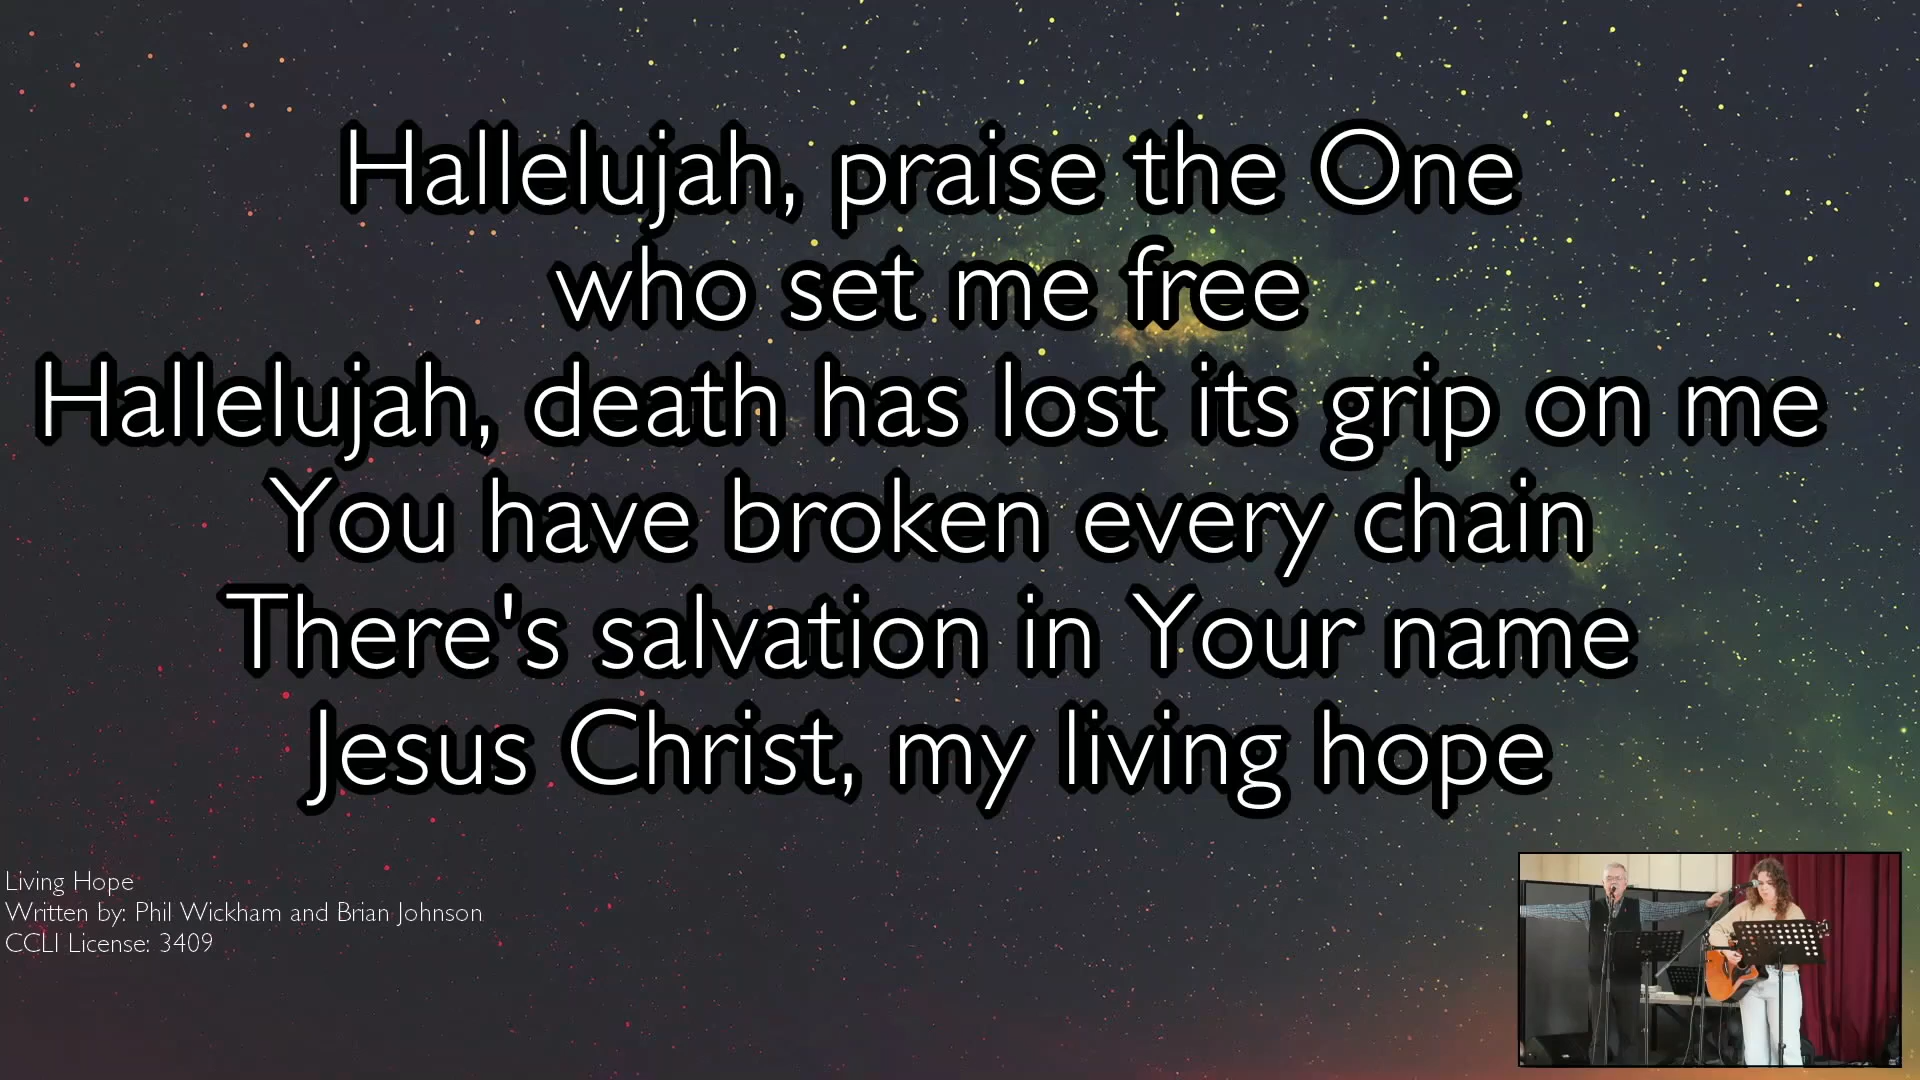 Hallelujah, praise the One
who set me free
Hallelujah, death has lost its grip on me
You have broken every chain
There's salvation in Your name
Jesus Christ, my living hope
Living Hope
Written by: Phil Wickham and Brian Johnson
CCLI License: 3409